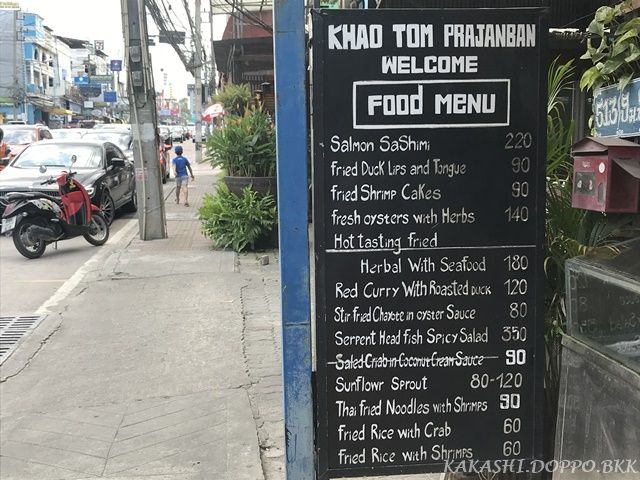 KHAO TOM PRAJANBAN
WELCOME
FOOD MENU
Salmon SaShimi 220
fried Duck Lips and Tongue 90
fried Shrimp Cakes 90
fresh oysters with Herbs 140
Hot tasting fried
Herbal With Seafood 180
Red Curry With Roasted DUCK 120
Stir fried Chayote in oyster Sauce 80
Serpent Head fish Spicy Salad 350
Saled Criab in Coconut Cream Sauce 90
Sunflowr Sprout 80-120
Thai fried Noodles with Shrimps 90
fried Rice with Crab 60
fried Rice with Shrimps 60
KAKASHI.DOPPO.BKK